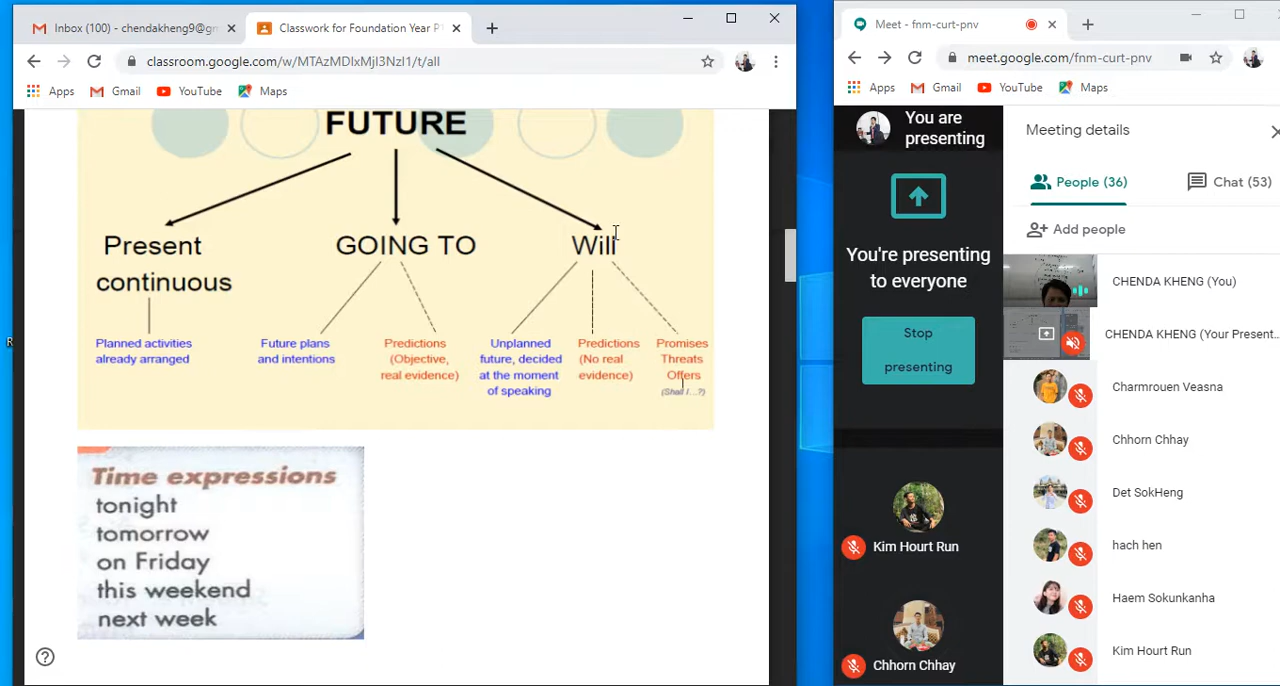 Inbox (100) - chendakheng9@gm
Classwork for Foundation Year P
classroom.google.com/w/MTAzMDIxMjI3NzI1/t/all
Apps
Gmail
YouTube
Maps
FUTURE
Present
continuous
GOING TO
Will
Planned activities
already arranged
Future plans
and intentions
Predictions
(Objective,
real evidence)
Unplanned
future, decided
at the moment
of speaking
Predictions
(No real
evidence)
Promises
Threats
Offers
(Shall I...?)
Time expressions
tonight
tomorrow
on Friday
this weekend
next week
R
Meet - fnm-curt-pnv
meet.google.com/fnm-curt-pnv
Apps
Gmail
YouTube
Maps
You are
presenting
You're presenting
to everyone
Stop
presenting
Kim Hourt Run
Chhorn Chhay
Meeting details
People (36)
Chat (53)
Add people
CHENDA KHENG (You)
CHENDA KHENG (Your Present...
Charmrouen Veasna
Chhorn Chhay
Det SokHeng
hach hen
Haem Sokunkanha
Kim Hourt Run